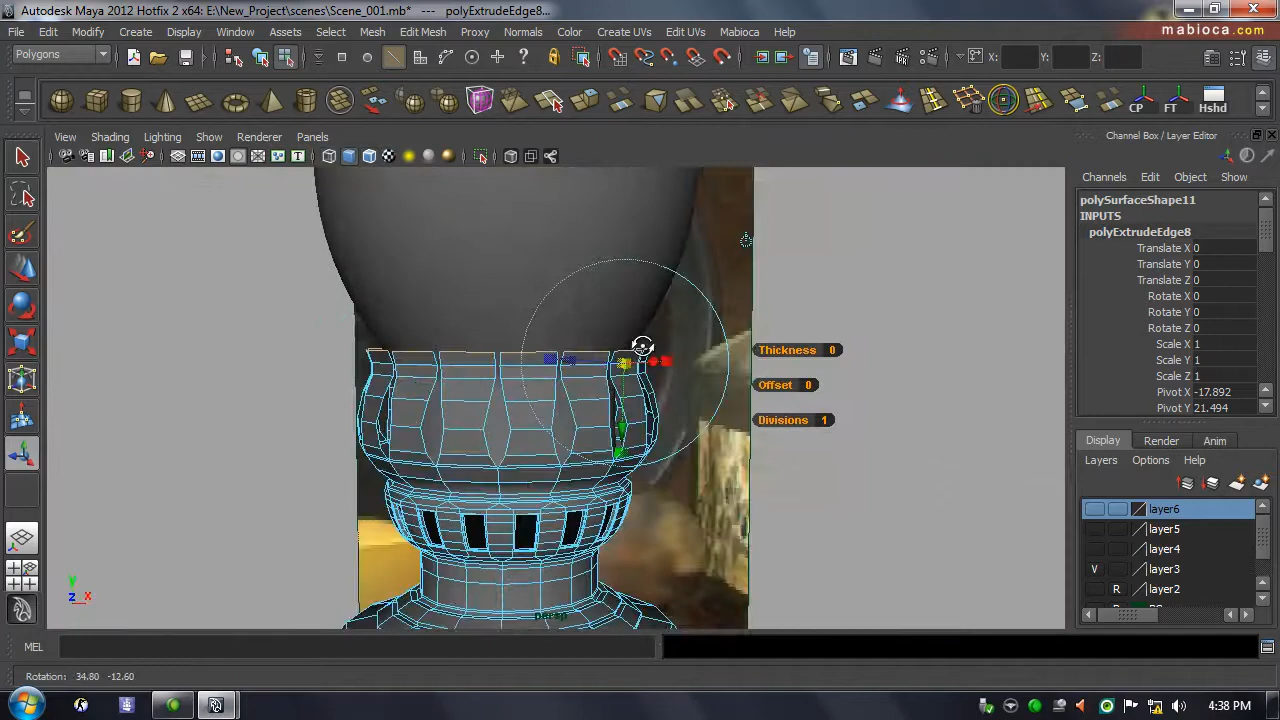 Autodesk Maya 2012 Hotfix 2 x64: E:\New_Project\scenes\Scene_001.mb* --- polyExtrudeEdge8...
File Edit Modify Create Display Window Assets Select Mesh Edit Mesh Proxy Normals Color Create UVs Edit UVs Mabioca Help
mabioca.com
Polygons
X: Y: Z:
CP FT Hshd
View Shading Lighting Show Renderer Panels
Channel Box / Layer Editor
Channels Edit Object Show
polySurfaceShape11
INPUTS
polyExtrudeEdge8
Translate X 0
Translate Y 0
Translate Z 0
Rotate X 0
Rotate Y 0
Rotate Z 0
Scale X 1
Scale Y 1
Scale Z 1
Pivot X -17.892
Pivot Y 21.494
Thickness 0
Offset 0
Divisions 1
Display Render Anim
Layers Options Help
layer6
layer5
layer4
V layer3
R layer2
y
z x
persp
MEL
Rotation: 34.80 -12.60
4:38 PM